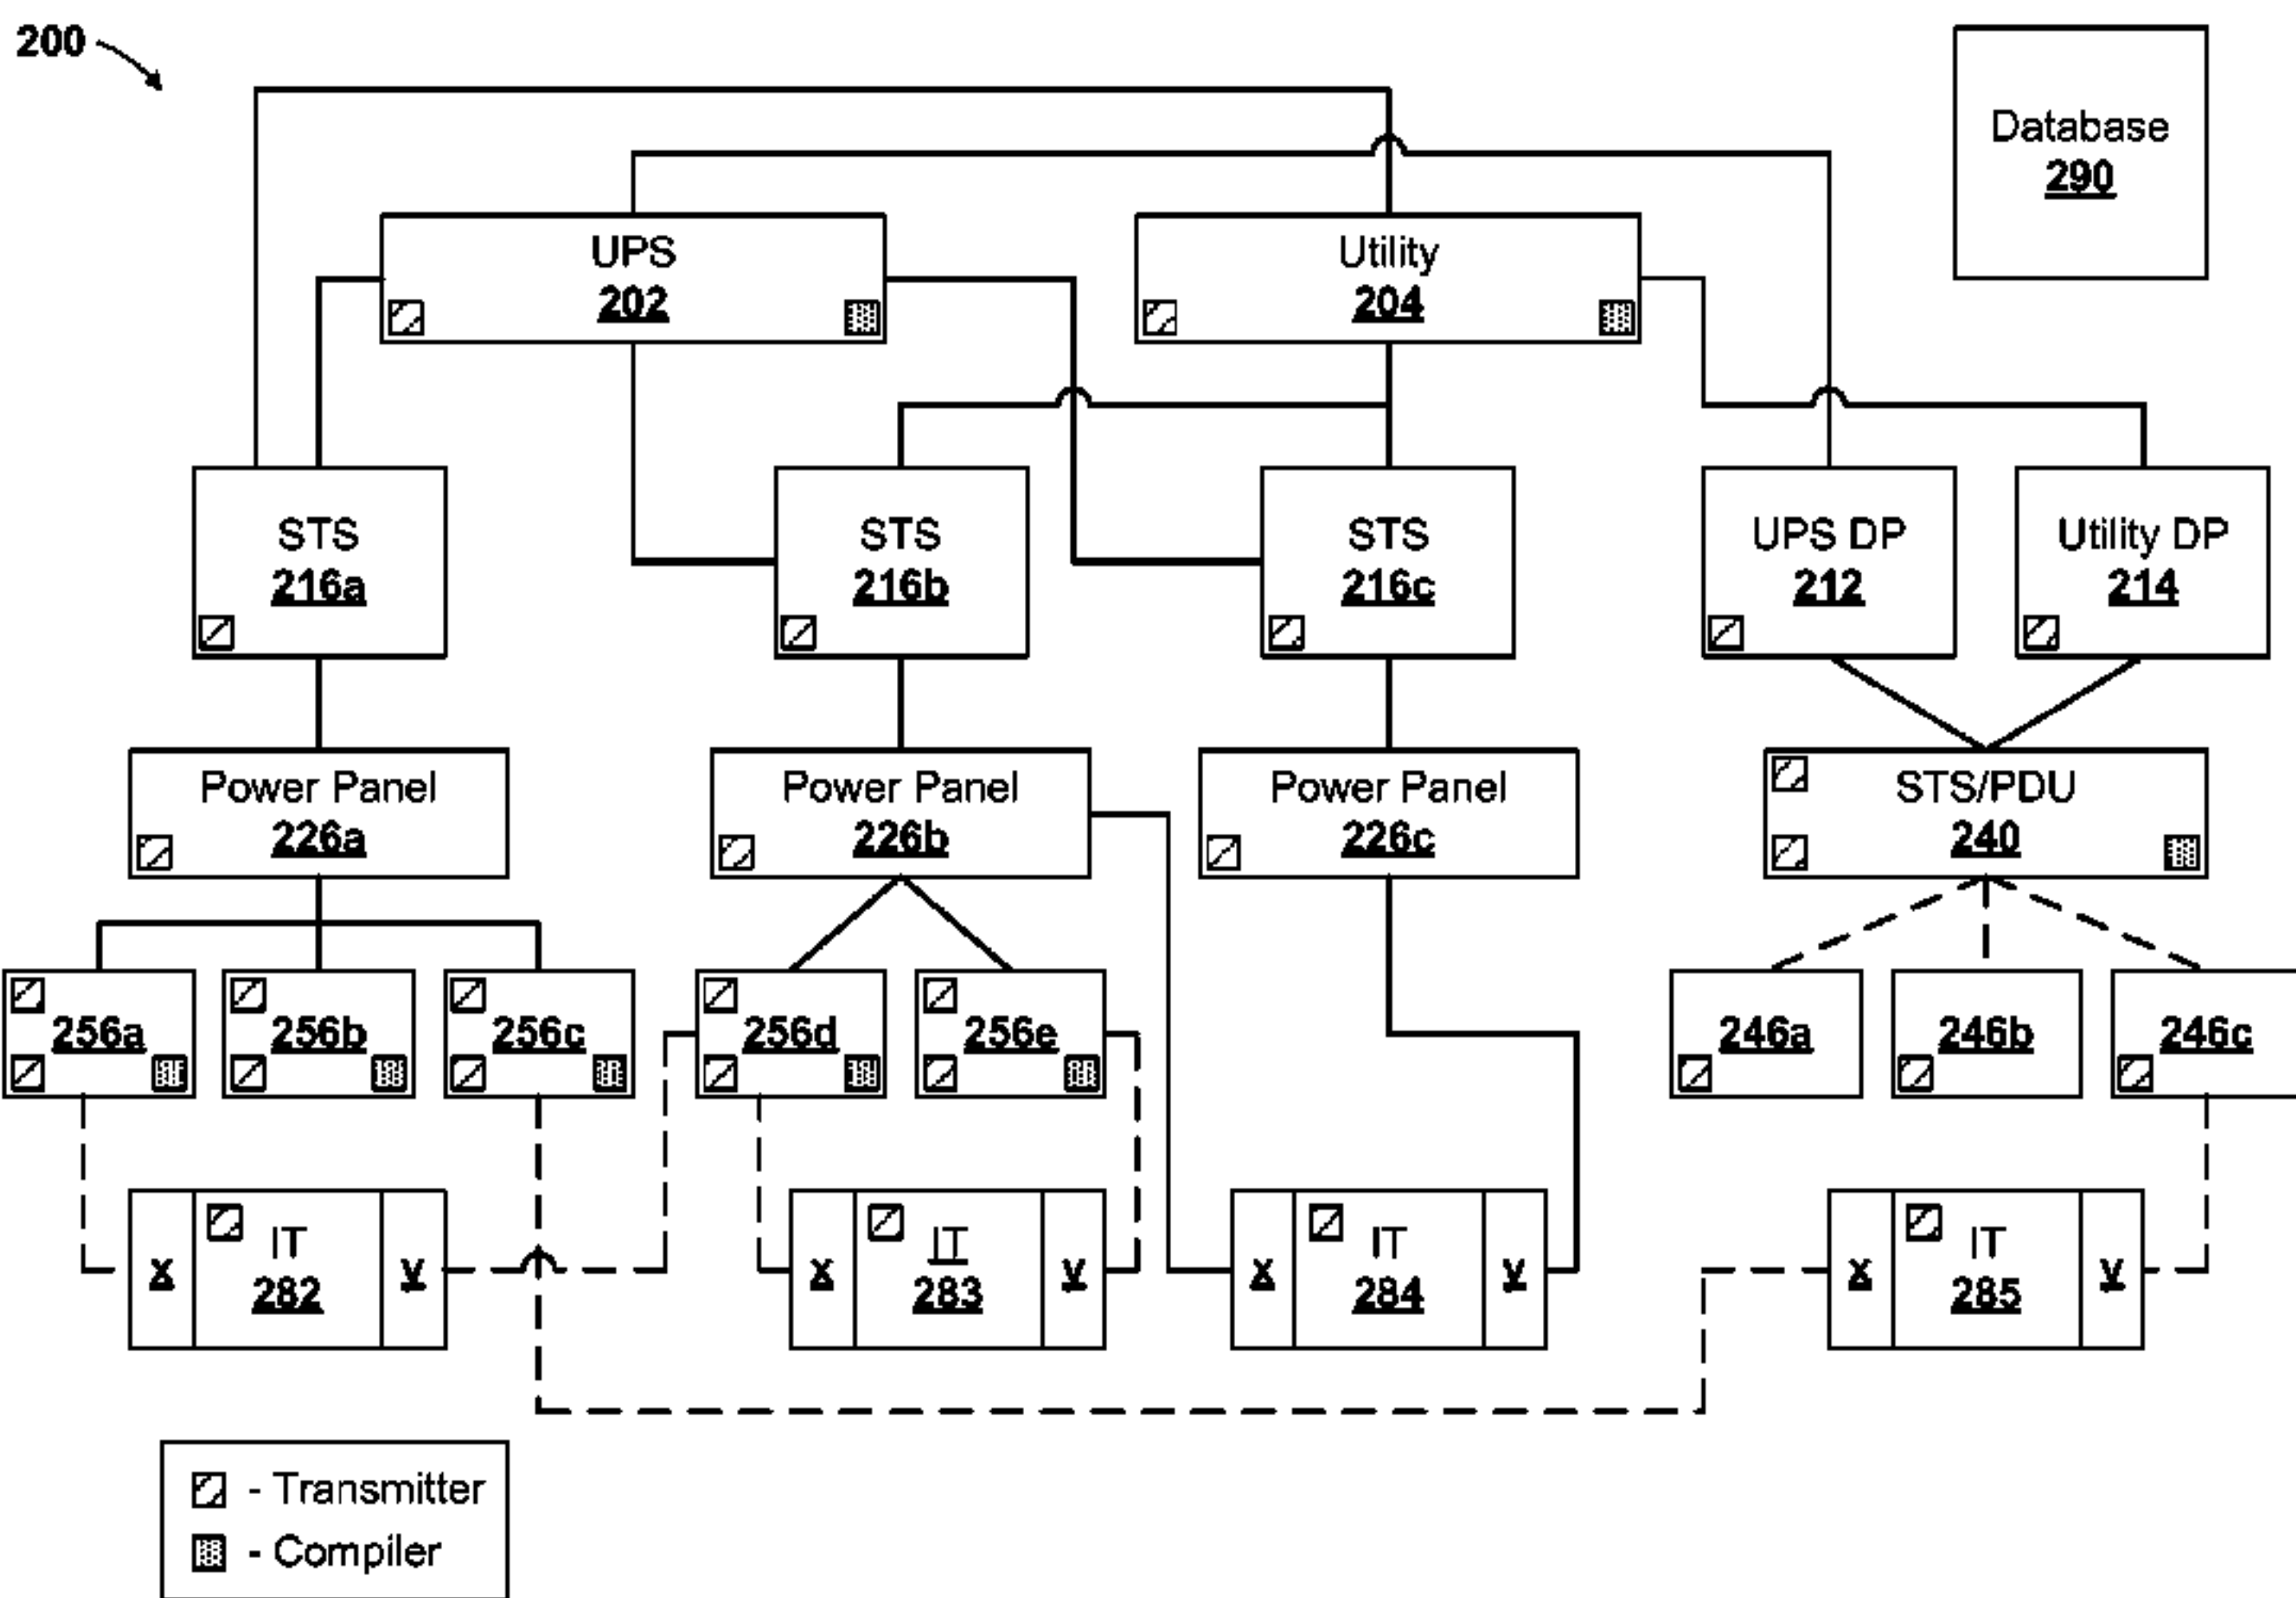 200
Database
290
UPS
202
Utility
204
STS
216a
STS
216b
STS
216c
UPS DP
212
Utility DP
214
Power Panel
226a
Power Panel
226b
Power Panel
226c
STS/PDU
240
256a
256b
256c
256d
256e
246a
246b
246c
x
IT
282
y
x
IT
283
y
x
IT
284
y
x
IT
285
y
- Transmitter
- Compiler